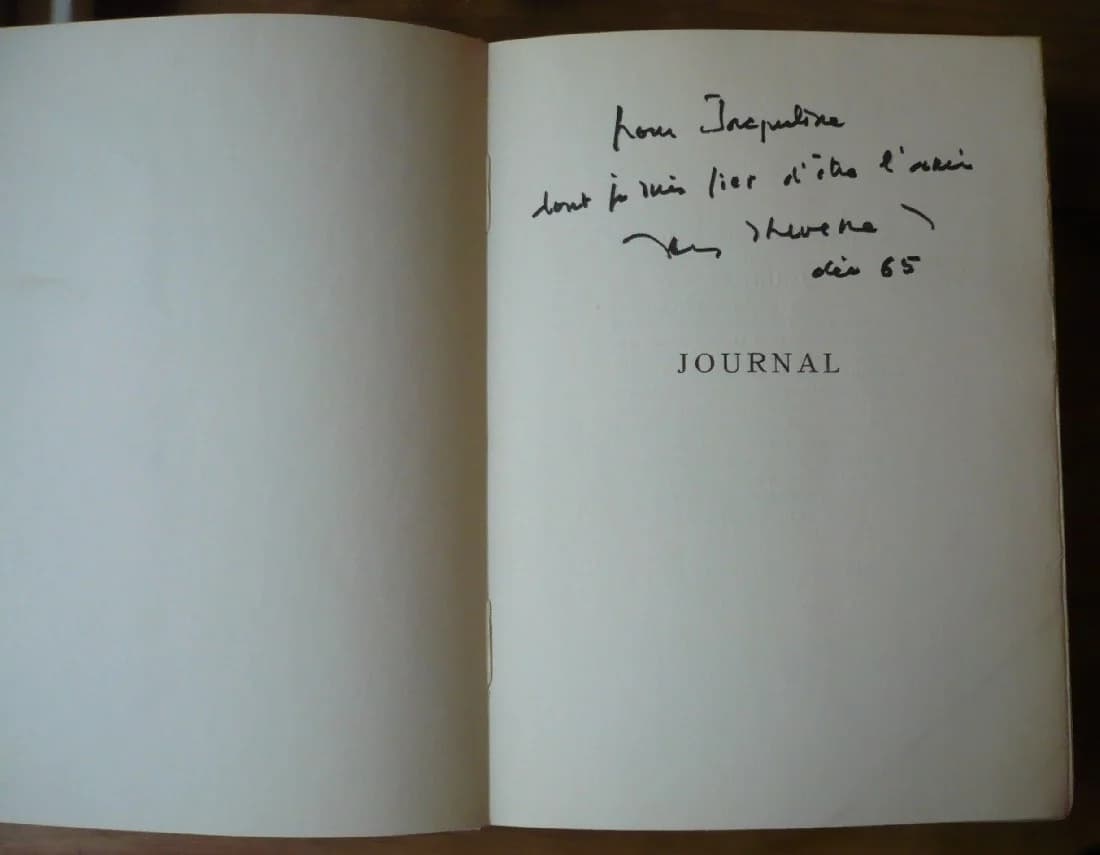 pour Jacqueline
dont je suis fier d'être l'ami
déc 65
JOURNAL